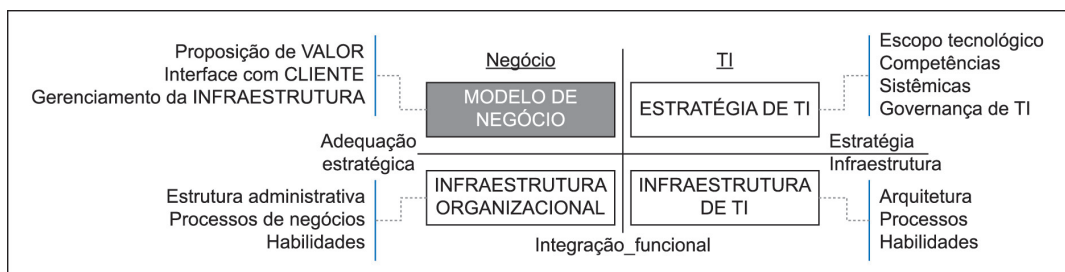 Proposição de VALOR
Interface com CLIENTE
Gerenciamento da INFRAESTRUTURA
Negócio
TI
Escopo tecnológico
Competências
Sistêmicas
Governança de TI
MODELO DE
NEGÓCIO
ESTRATÉGIA DE TI
Adequação
estratégica
Estratégia
Infraestrutura
Estrutura administrativa
Processos de negócios
Habilidades
INFRAESTRUTURA
ORGANIZACIONAL
INFRAESTRUTURA
DE TI
Arquitetura
Processos
Habilidades
Integração_funcional